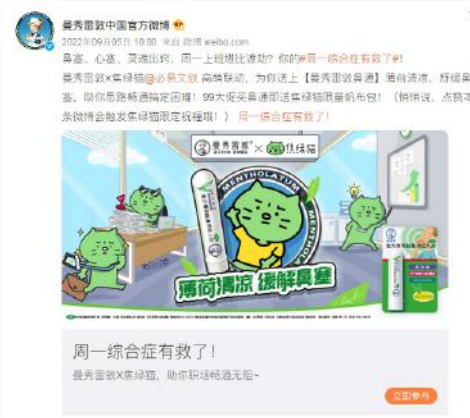 曼秀雷敦中国官方微博
2022年09月05日 10:00 来自 微博 weibo.com
鼻塞、心塞、灵魂出窍，周一上班堪比渡劫？你的#周一综合症有救了#！
曼秀雷敦X焦绿猫@必易文创 高萌联动，为你送上【曼秀雷敦鼻通】薄荷清凉，舒缓鼻
塞，助你思路畅通搞定困难！99大促买鼻通即送焦绿猫限量帆布包！（悄悄说，点赞本
条微博会触发焦绿猫限定祝福哦！） 周一综合症有救了！
曼秀雷敦 × 焦绿猫
MENTHOLATUM
MENTHOLATUM
薄荷清凉 缓解鼻塞
周一综合症有救了！
曼秀雷敦X焦绿猫，助你职场畅通无阻~
立即参与